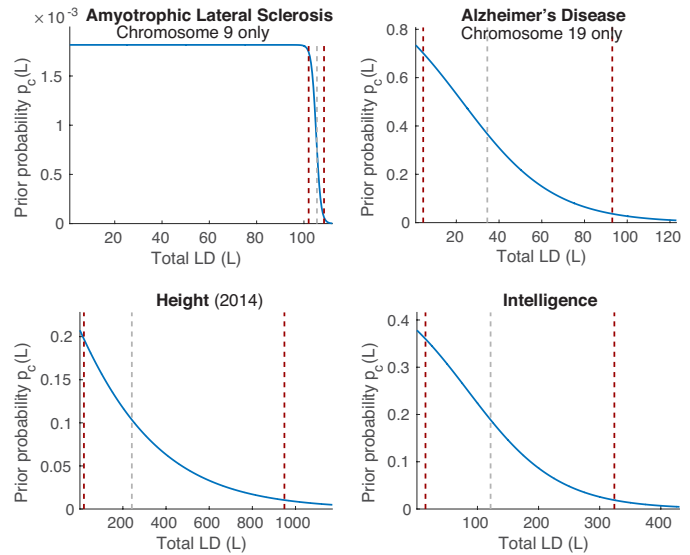 Amyotrophic Lateral Sclerosis
Chromosome 9 only
× 10⁻³
Prior probability p_c(L)
1.5
1
0.5
0
20 40 60 80 100
Total LD (L)
Alzheimer's Disease
Chromosome 19 only
Prior probability p_c(L)
0.8
0.6
0.4
0.2
0
20 40 60 80 100 120
Total LD (L)
Height (2014)
Prior probability p_c(L)
0.2
0.15
0.1
0.05
0
200 400 600 800 1000
Total LD (L)
Intelligence
Prior probability p_c(L)
0.4
0.3
0.2
0.1
0
100 200 300 400
Total LD (L)